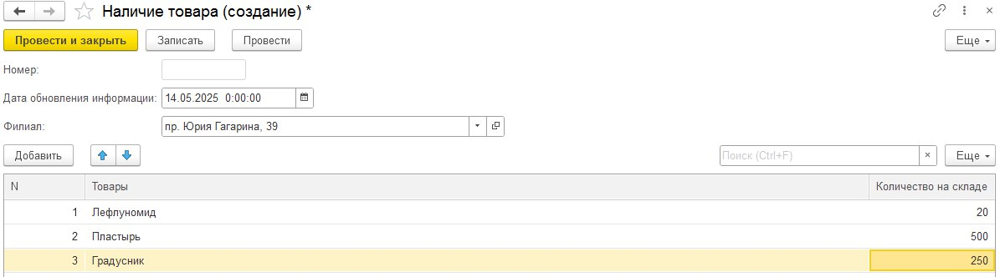 Наличие товара (создание) *
Провести и закрыть Записать Провести Еще
Номер:
Дата обновления информации: 14.05.2025 0:00:00
Филиал: пр. Юрия Гагарина, 39
Добавить Поиск (Ctrl+F) × Еще
N Товары Количество на складе
1 Лефлуномид 20
2 Пластырь 500
3 Градусник 250